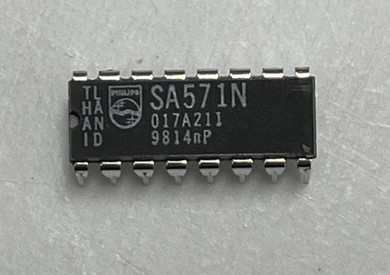 TL
HA
AN
ID
PHILIPS
SA571N
017A21I
9814nP